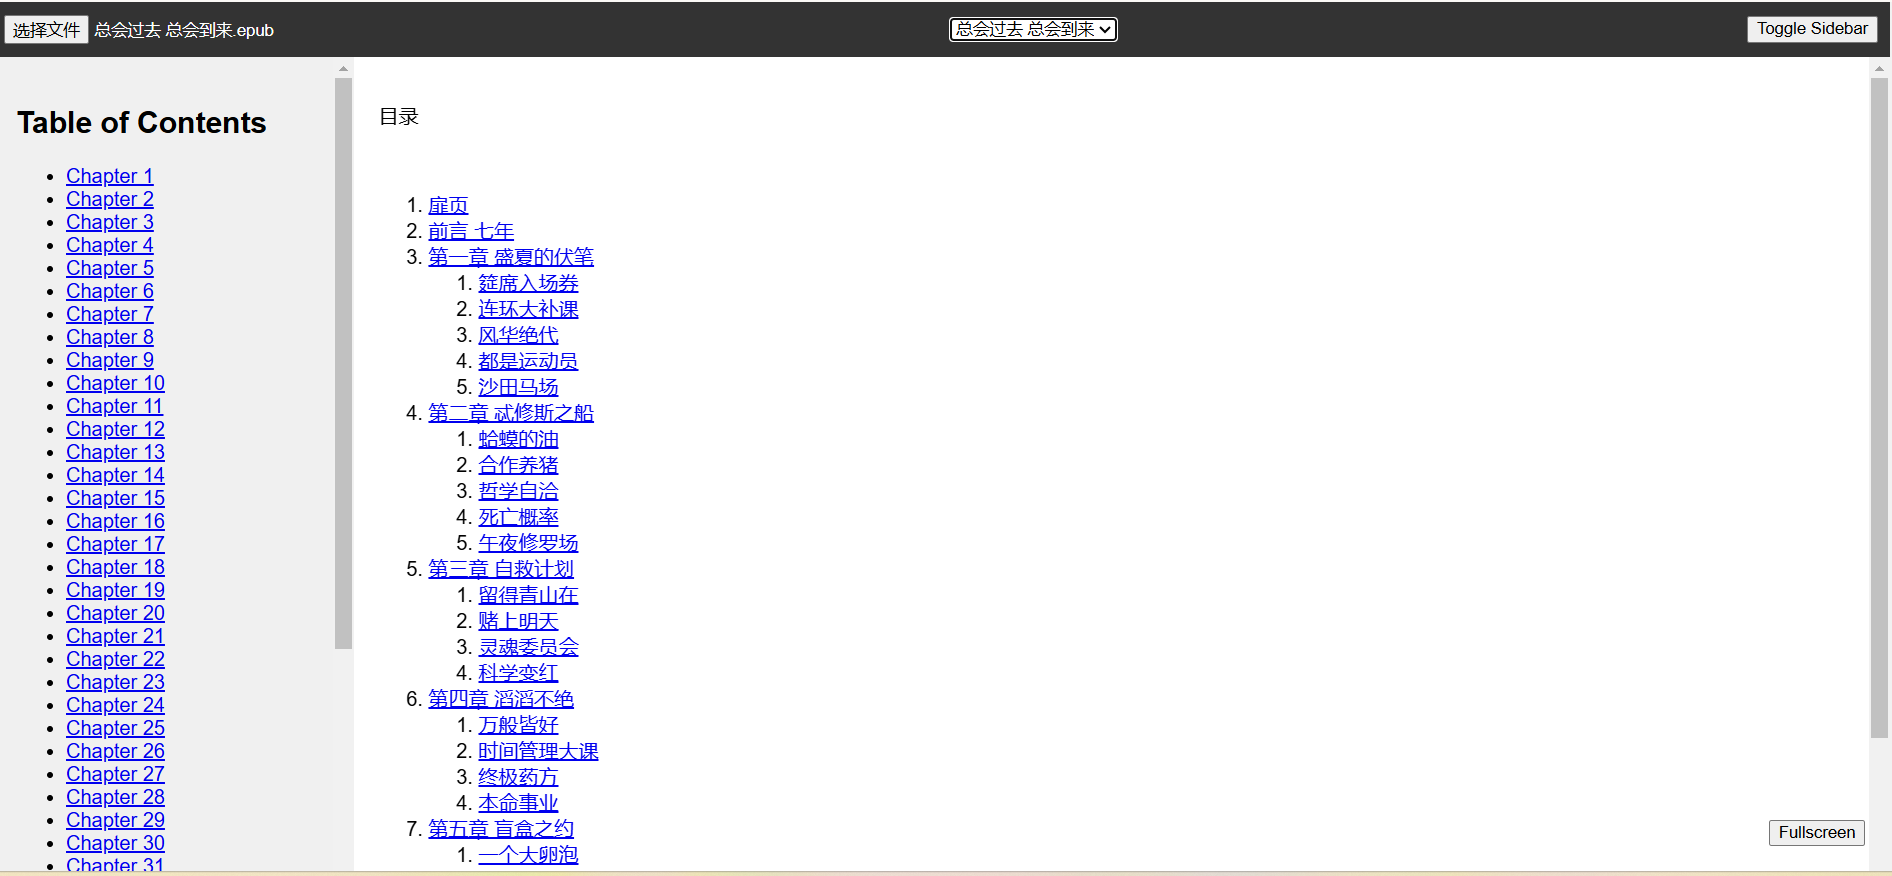 选择文件 总会过去 总会到来.epub
总会过去 总会到来
Toggle Sidebar
Table of Contents
Chapter 1
Chapter 2
Chapter 3
Chapter 4
Chapter 5
Chapter 6
Chapter 7
Chapter 8
Chapter 9
Chapter 10
Chapter 11
Chapter 12
Chapter 13
Chapter 14
Chapter 15
Chapter 16
Chapter 17
Chapter 18
Chapter 19
Chapter 20
Chapter 21
Chapter 22
Chapter 23
Chapter 24
Chapter 25
Chapter 26
Chapter 27
Chapter 28
Chapter 29
Chapter 30
Chapter 31
目录
1. 扉页
2. 前言 七年
3. 第一章 盛夏的伏笔
1. 筵席入场券
2. 连环大补课
3. 风华绝代
4. 都是运动员
5. 沙田马场
4. 第二章 忒修斯之船
1. 蛤蟆的油
2. 合作养猪
3. 哲学自洽
4. 死亡概率
5. 午夜修罗场
5. 第三章 自救计划
1. 留得青山在
2. 赌上明天
3. 灵魂委员会
4. 科学变红
6. 第四章 滔滔不绝
1. 万般皆好
2. 时间管理大课
3. 终极药方
4. 本命事业
7. 第五章 盲盒之约
1. 一个大卵泡
Fullscreen